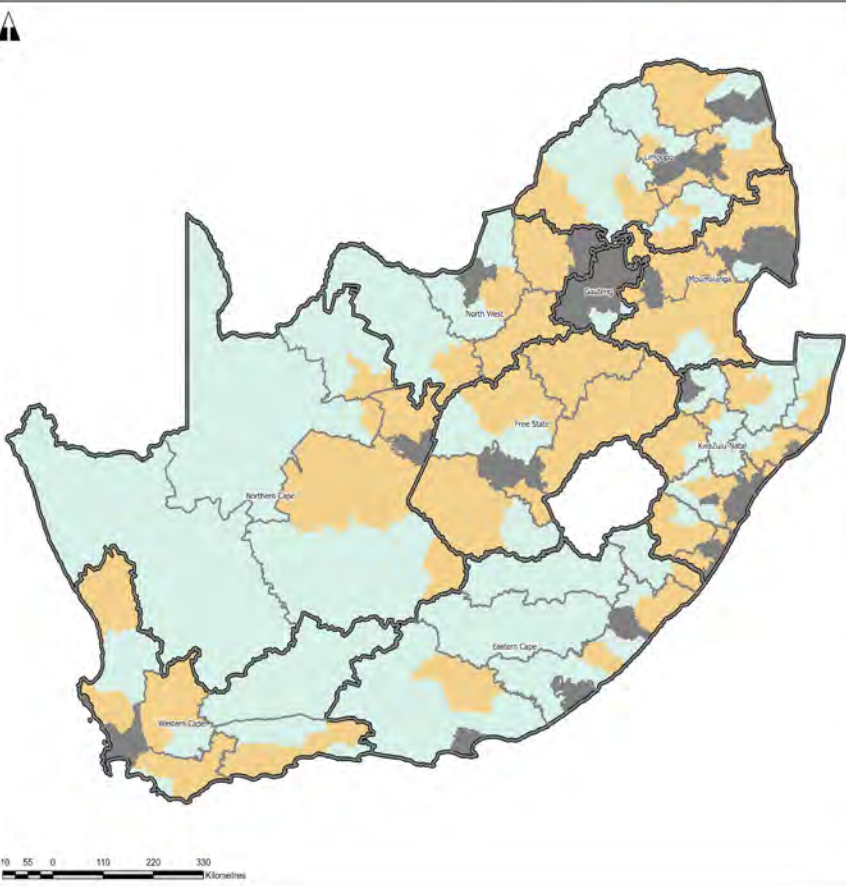 Limpopo
Mpumalanga
Gauteng
North West
Free State
KwaZulu-Natal
Northern Cape
Eastern Cape
Western Cape
55 0 110 220 330
Kilometres